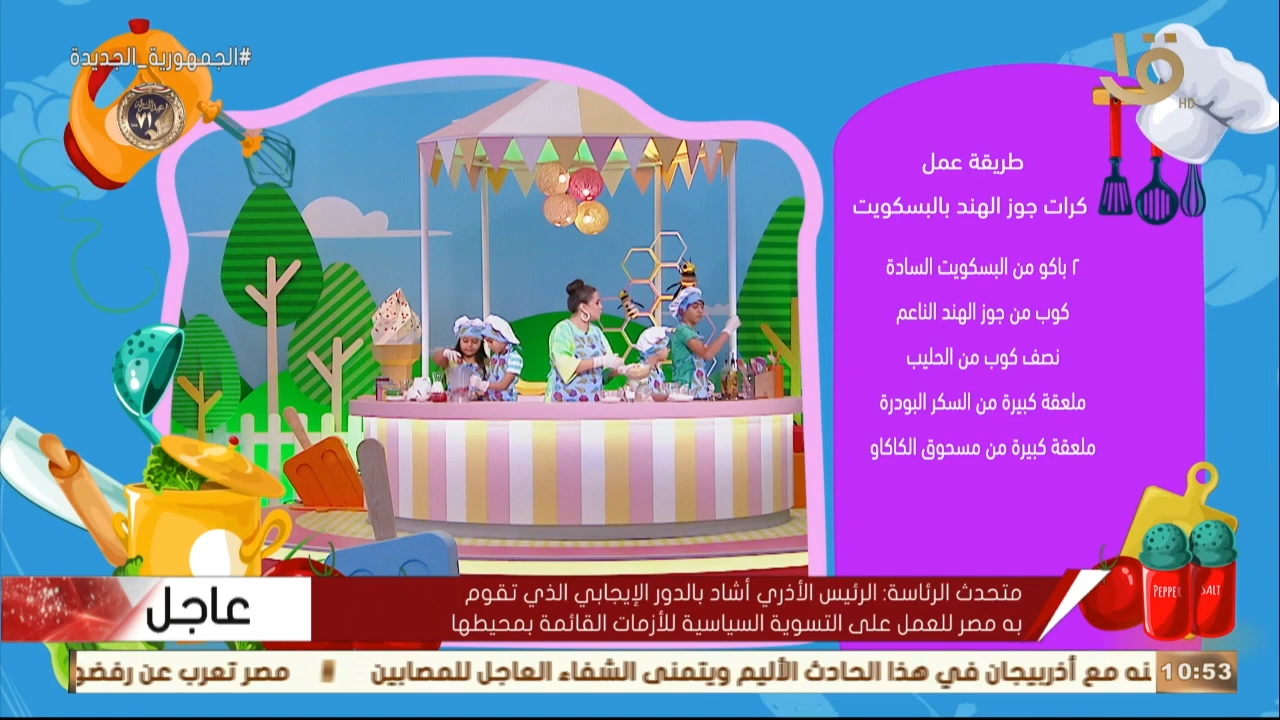 #الجمهورية_الجديدة
HD
طريقة عمل
كرات جوز الهند بالبسكويت
٢ باكو من البسكويت السادة
كوب من جوز الهند الناعم
نصف كوب من الحليب
ملعقة كبيرة من السكر البودرة
ملعقة كبيرة من مسحوق الكاكاو
PEPPER
SALT
عاجل
متحدث الرئاسة: الرئيس الأذري أشاد بالدور الإيجابي الذي تقوم
به مصر للعمل على التسوية السياسية للأزمات القائمة بمحيطها
مع أذربيجان في هذا الحادث الأليم ويتمنى الشفاء العاجل للمصابين
مصر تعرب عن
10:53